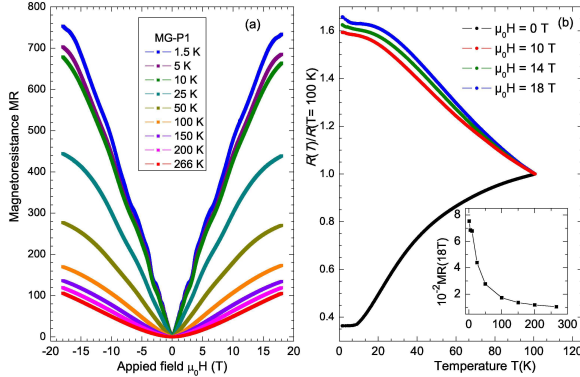 (a)
MG-P1
1.5 K
5 K
10 K
25 K
50 K
100 K
150 K
200 K
266 K
Magnetoresistance MR
800
700
600
500
400
300
200
100
0
-20 -15 -10 -5 0 5 10 15 20
Appied field μ₀H (T)
(b)
μ₀H = 0 T
μ₀H = 10 T
μ₀H = 14 T
μ₀H = 18 T
R(T)/R(T= 100 K)
1.6
1.4
1.2
1.0
0.8
0.6
0.4
0 20 40 60 80 100 120
Temperature T(K)
10⁻²MR(18T)
8
6
4
2
0 100 200 300